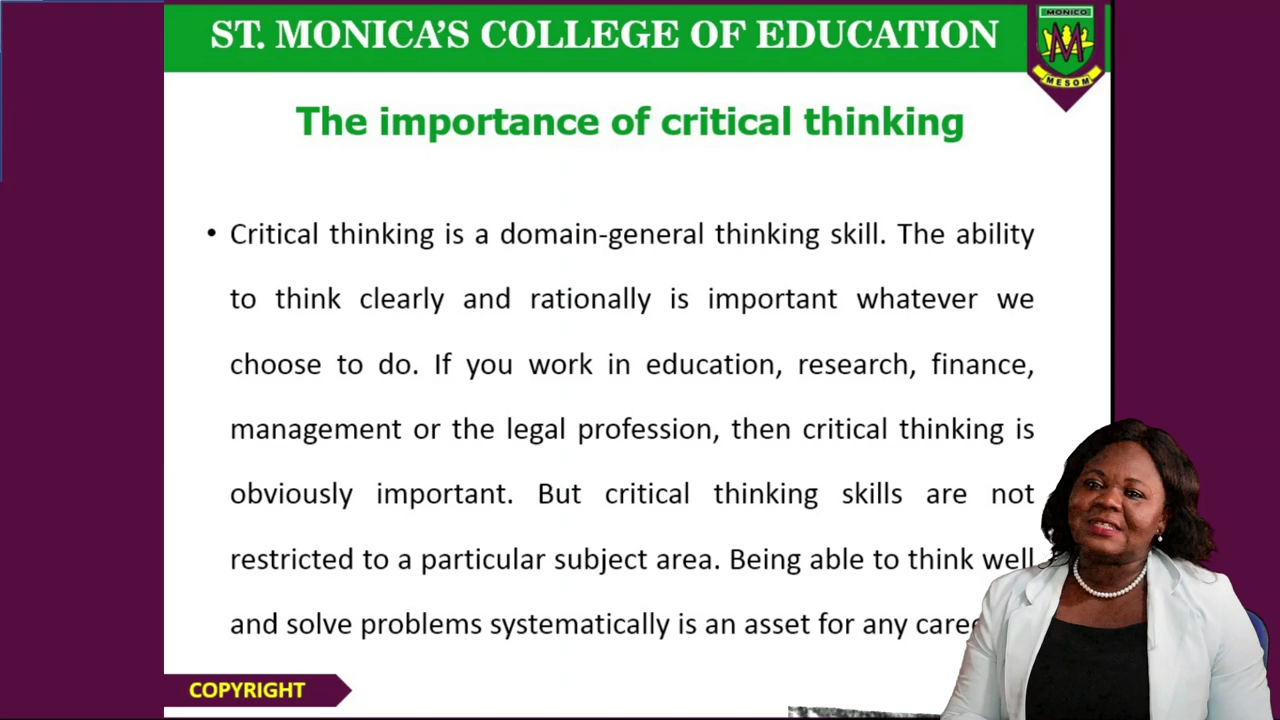 ST. MONICA'S COLLEGE OF EDUCATION
MONICO
M
MESOM
The importance of critical thinking
• Critical thinking is a domain-general thinking skill. The ability
to think clearly and rationally is important whatever we
choose to do. If you work in education, research, finance,
management or the legal profession, then critical thinking is
obviously important. But critical thinking skills are not
restricted to a particular subject area. Being able to think well
and solve problems systematically is an asset for any
COPYRIGHT